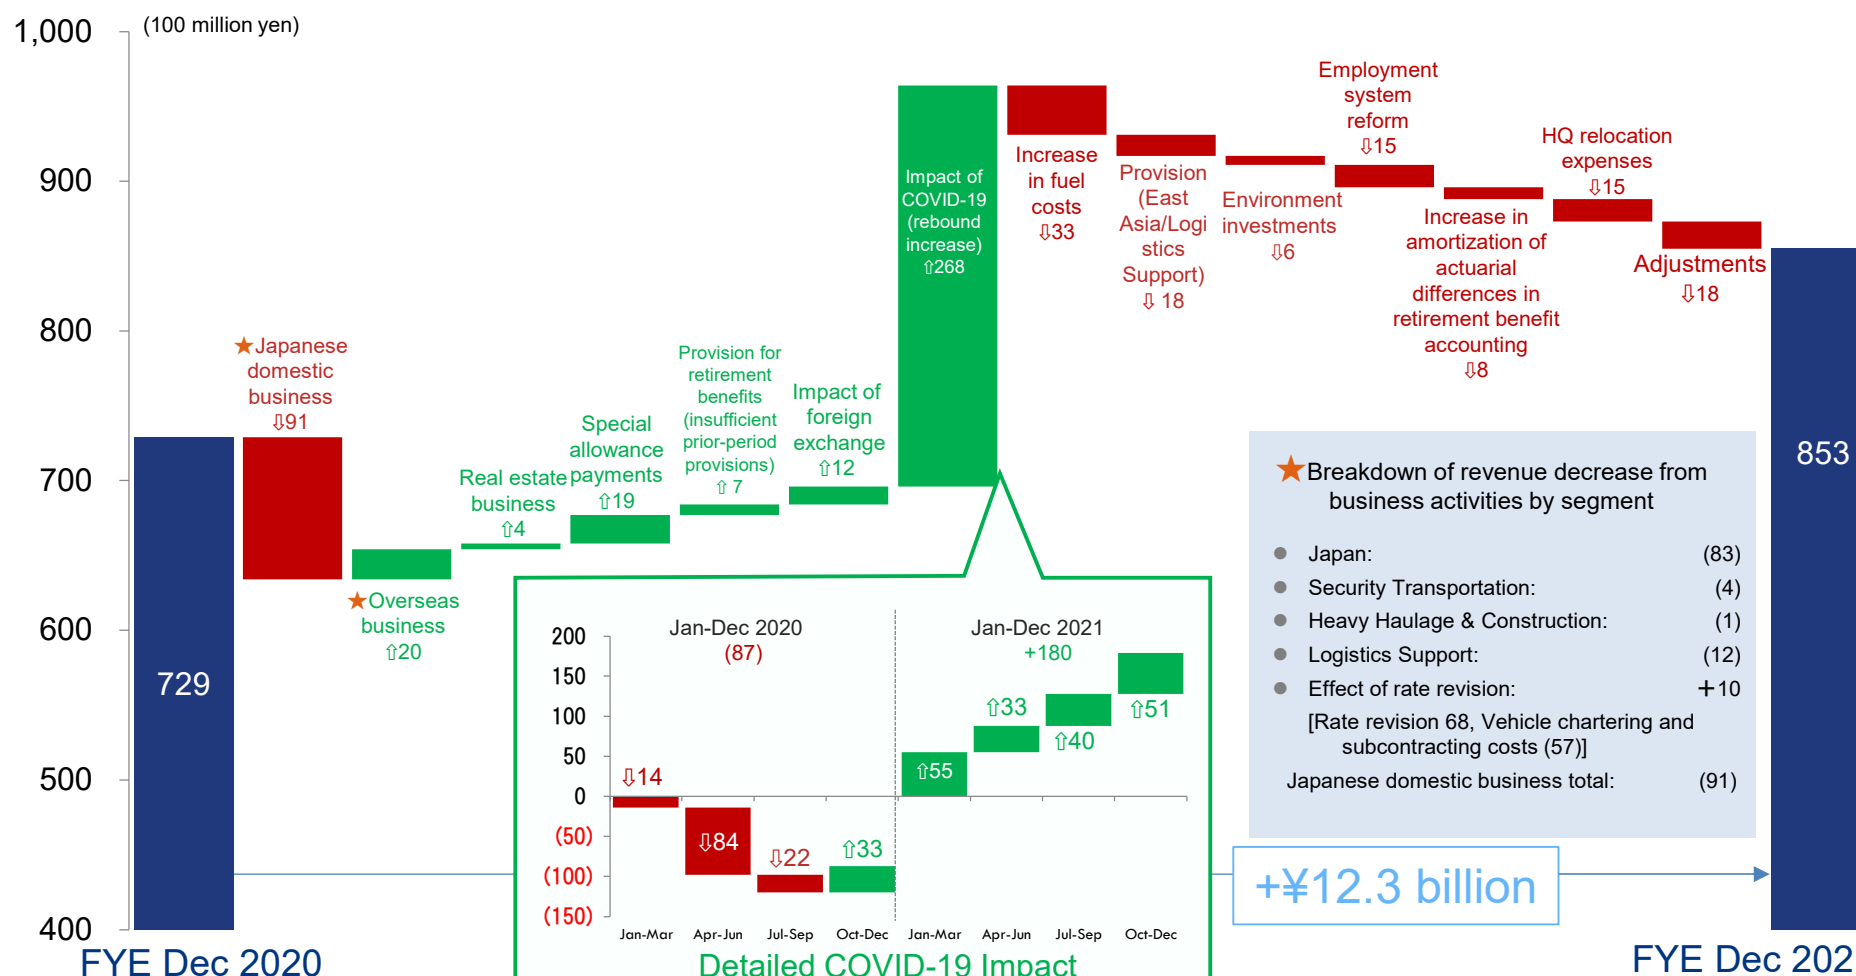 (100 million yen)
1,000
900
800
700
600
500
400
729
★Japanese
domestic
business
⇩91
★Overseas
business
⇧20
Real estate
business
⇧4
Special
allowance
payments
⇧19
Provision for
retirement
benefits
(insufficient
prior-period
provisions)
⇧ 7
Impact of
foreign
exchange
⇧12
Impact of
COVID-19
(rebound
increase)
⇧268
Increase
in fuel
costs
⇩33
Provision
(East
Asia/Logi
stics
Support)
⇩ 18
Environment
investments
⇩6
Employment
system
reform
⇩15
Increase in
amortization of
actuarial
differences in
retirement benefit
accounting
⇩8
HQ relocation
expenses
⇩15
Adjustments
⇩18
853
★Breakdown of revenue decrease from
business activities by segment
● Japan: (83)
● Security Transportation: (4)
● Heavy Haulage & Construction: (1)
● Logistics Support: (12)
● Effect of rate revision: +10
[Rate revision 68, Vehicle chartering and
subcontracting costs (57)]
Japanese domestic business total: (91)
+¥12.3 billion
Jan-Dec 2020
(87)
Jan-Dec 2021
+180
200
150
100
50
0
(50)
(100)
(150)
⇩14
⇩84
⇩22
⇧33
⇧55
⇧33
⇧40
⇧51
Jan-Mar Apr-Jun Jul-Sep Oct-Dec Jan-Mar Apr-Jun Jul-Sep Oct-Dec
Detailed COVID-19 Impact
FYE Dec 2020
FYE Dec 202